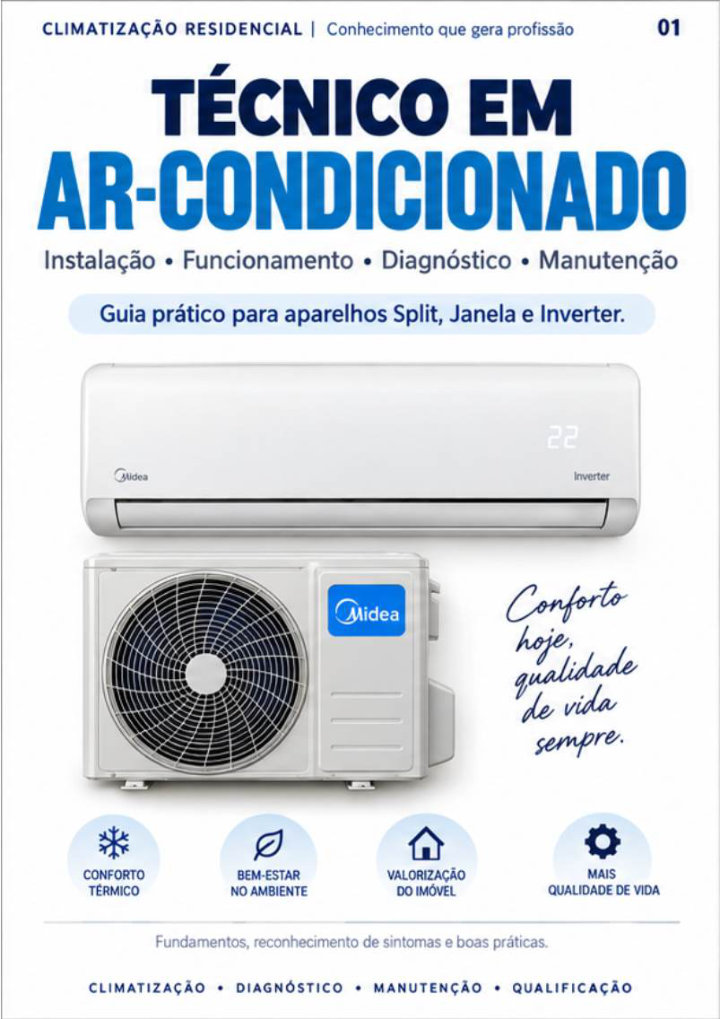 CLIMATIZAÇÃO RESIDENCIAL | Conhecimento que gera profissão 01
TÉCNICO EM
AR-CONDICIONADO
Instalação • Funcionamento • Diagnóstico • Manutenção
Guia prático para aparelhos Split, Janela e Inverter.
22
Midea
Inverter
Midea
Conforto
hoje,
qualidade
de vida
sempre.
CONFORTO
TÉRMICO
BEM-ESTAR
NO AMBIENTE
VALORIZAÇÃO
DO IMÓVEL
MAIS
QUALIDADE DE VIDA
Fundamentos, reconhecimento de sintomas e boas práticas.
CLIMATIZAÇÃO • DIAGNÓSTICO • MANUTENÇÃO • QUALIFICAÇÃO